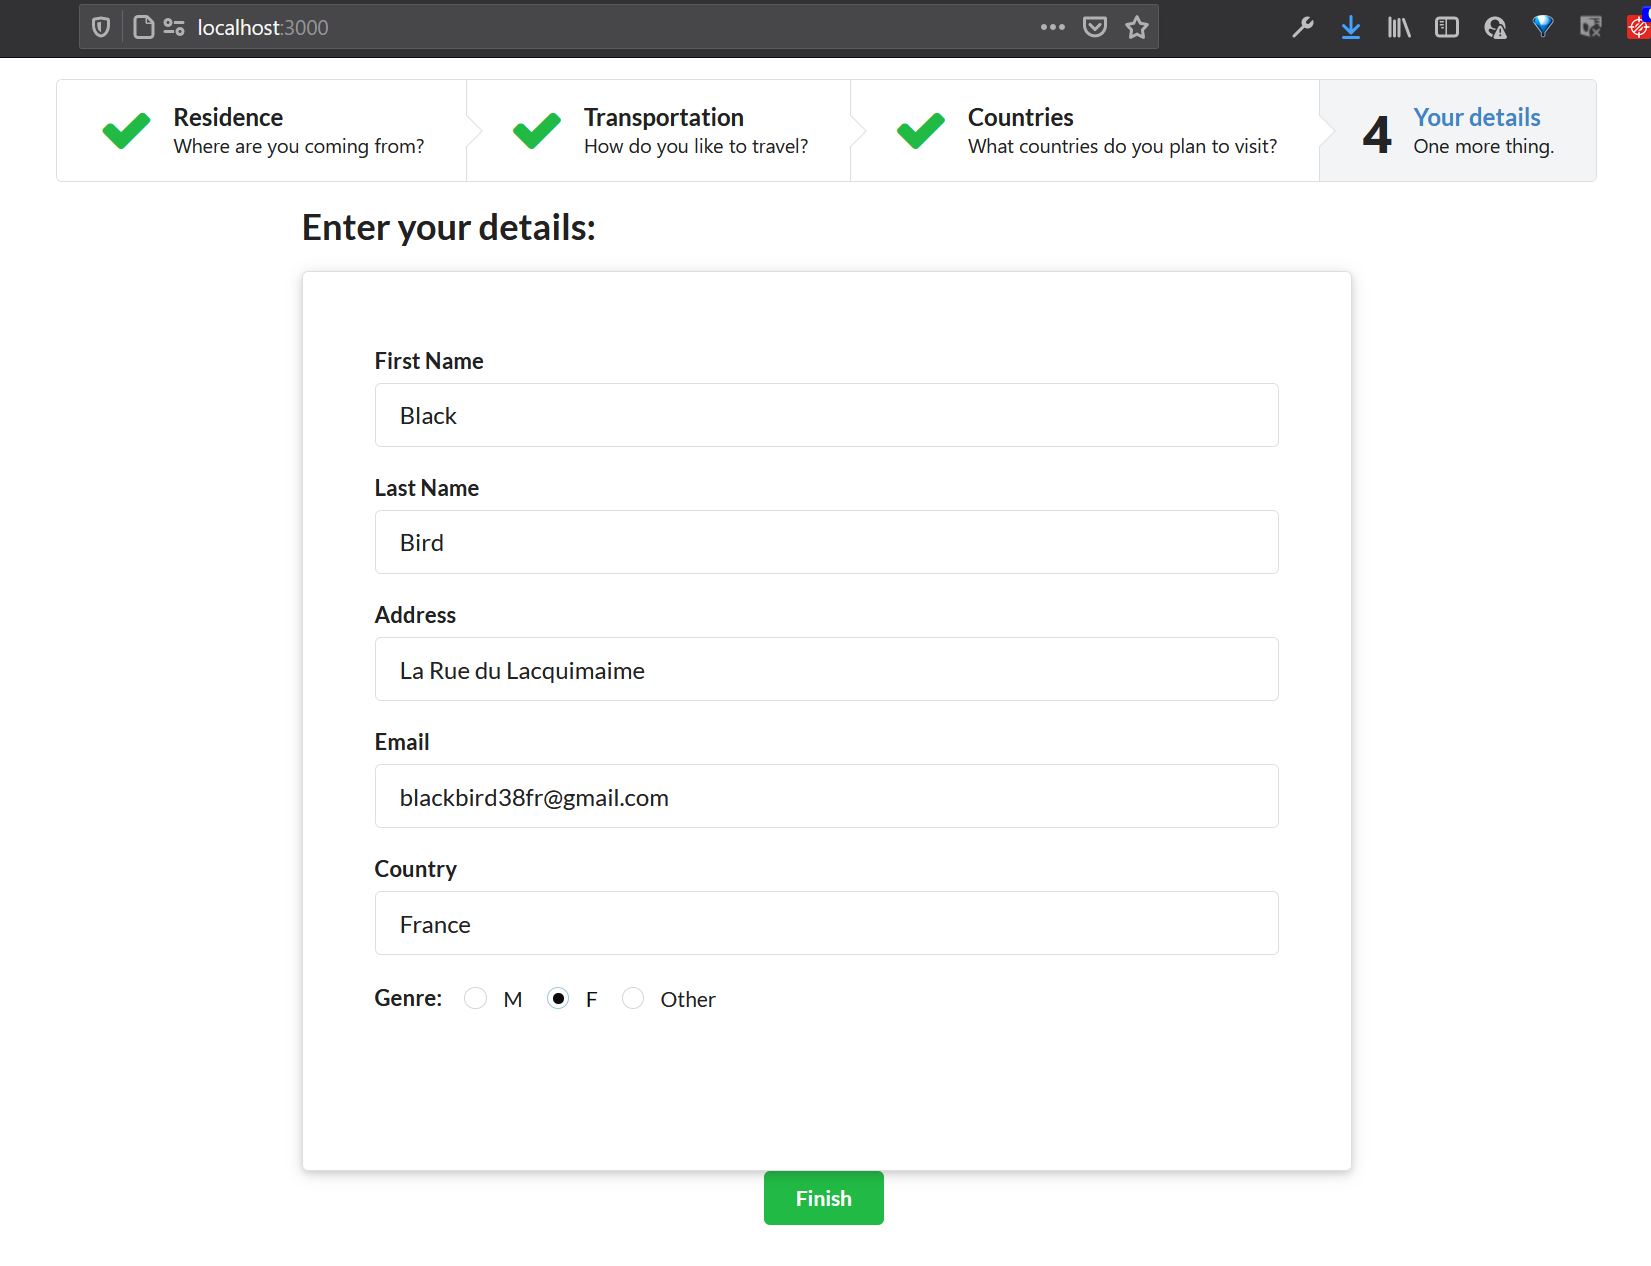 localhost:3000
Residence
Where are you coming from?
Transportation
How do you like to travel?
Countries
What countries do you plan to visit?
4
Your details
One more thing.
Enter your details:
First Name
Black
Last Name
Bird
Address
La Rue du Lacquimaime
Email
blackbird38fr@gmail.com
Country
France
Genre: M F Other
Finish